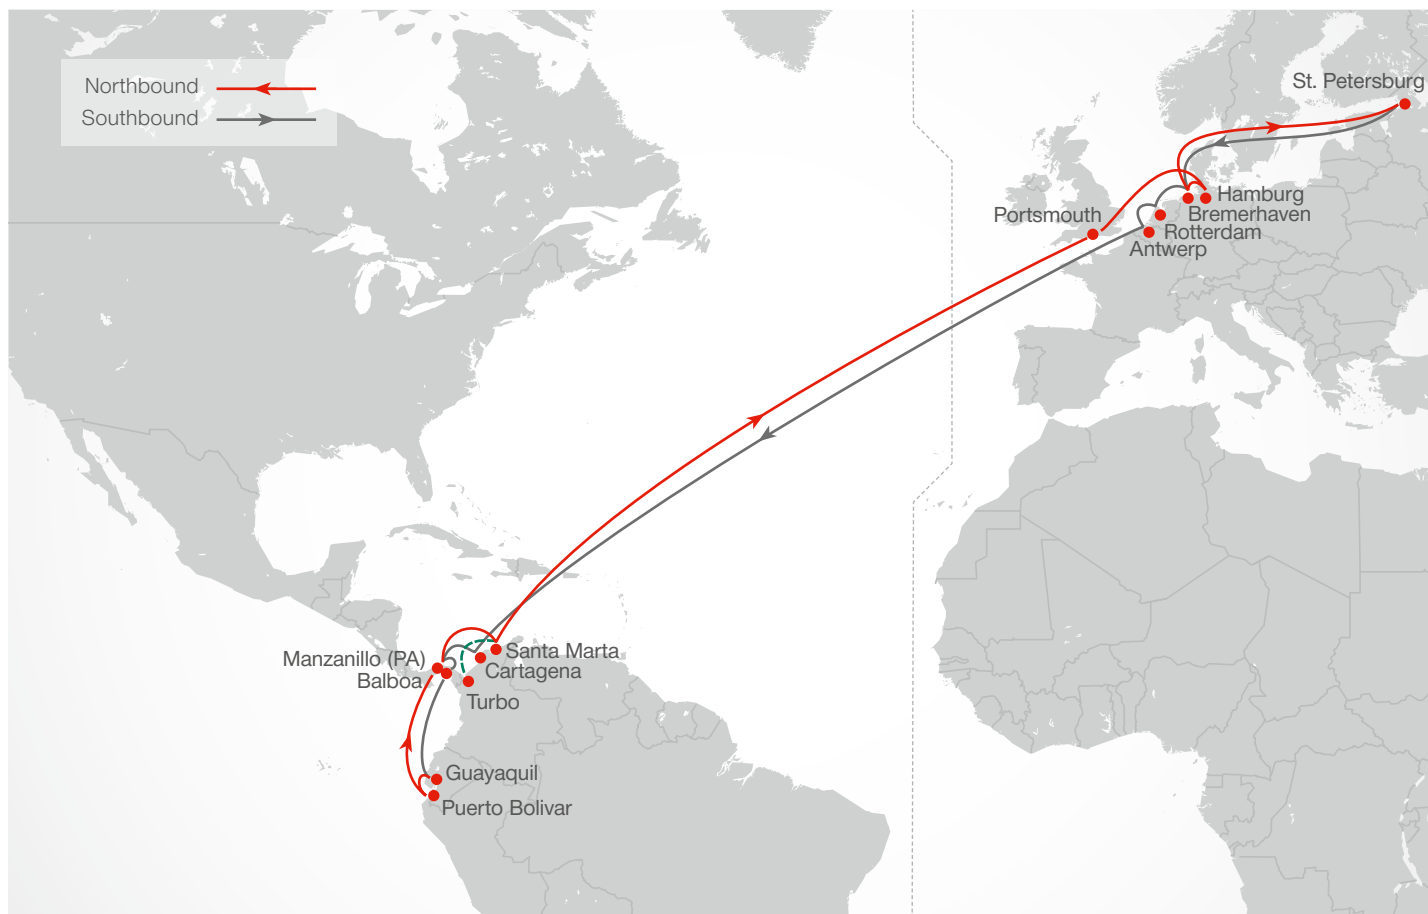 Northbound
Southbound
St. Petersburg
Hamburg
Portsmouth
Bremerhaven
Rotterdam
Antwerp
Santa Marta
Manzanillo (PA)
Cartagena
Balboa
Turbo
Guayaquil
Puerto Bolivar